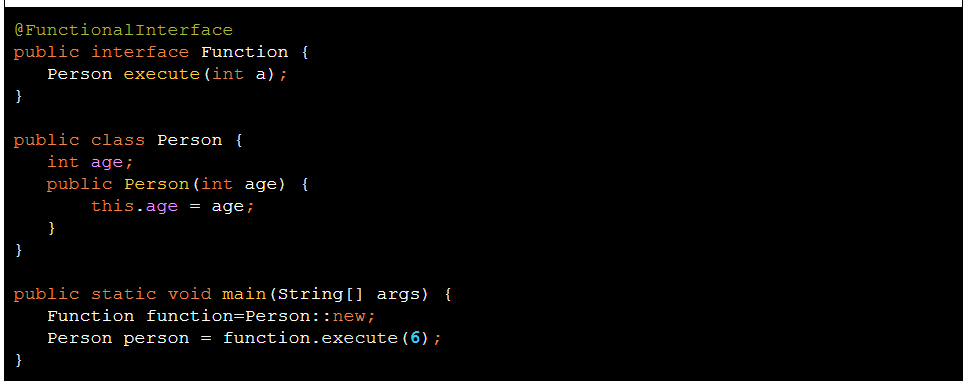 @FunctionalInterface
public interface Function {
   Person execute(int a);
}

public class Person {
   int age;
   public Person(int age) {
       this.age = age;
   }
}

public static void main(String[] args) {
   Function function=Person::new;
   Person person = function.execute(6);
}